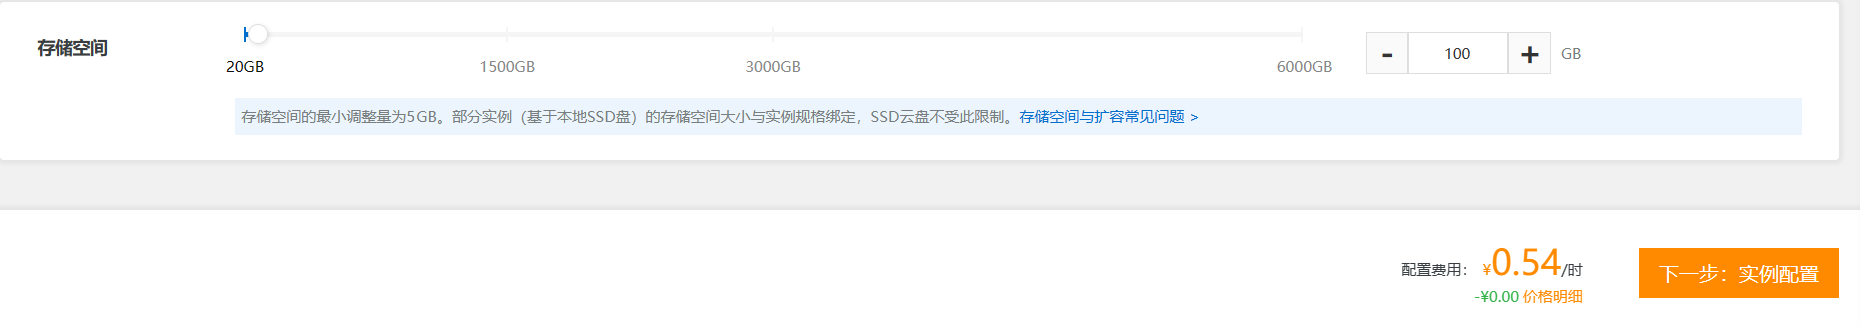 存储空间
20GB 1500GB 3000GB 6000GB - 100 + GB
存储空间的最小调整量为5GB。部分实例（基于本地SSD盘）的存储空间大小与实例规格绑定，SSD云盘不受此限制。存储空间与扩容常见问题 >
配置费用： ¥0.54/时
-¥0.00 价格明细
下一步：实例配置